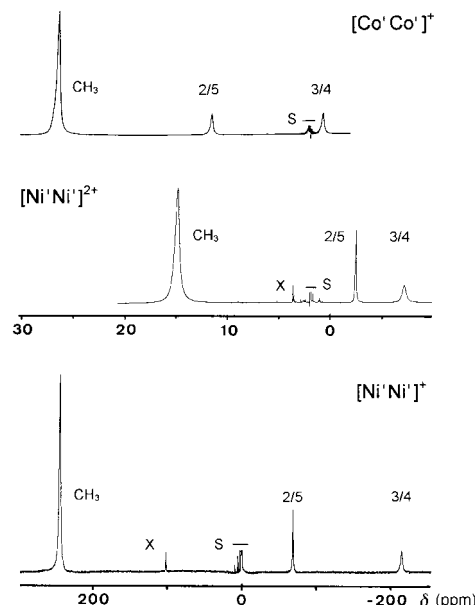 [Co'Co']⁺
CH₃
2/5
S
3/4
[Ni'Ni']²⁺
CH₃
X
S
2/5
3/4
30 20 10 0
[Ni'Ni']⁺
CH₃
X
S
2/5
3/4
200 100 0 -200 δ (ppm)